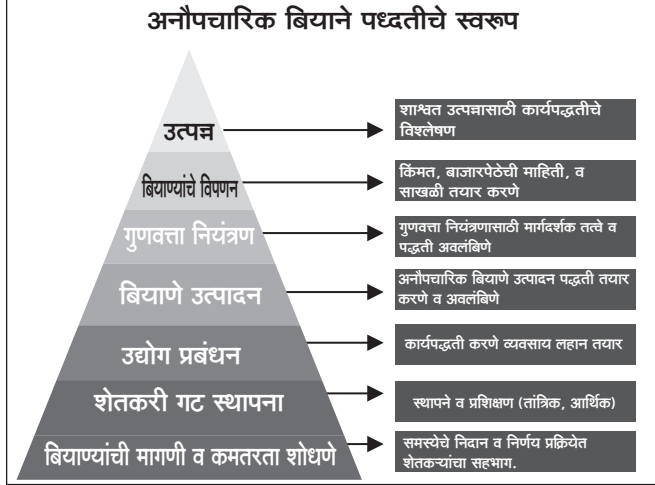 अनौपचारिक बियाने पध्दतीचे स्वरूप
उत्पन्न
शाश्वत उत्पन्नासाठी कार्यपद्धतीचे
विश्लेषण
बियाण्यांचे विपणन
किंमत, बाजारपेठेची माहिती, व
साखळी तयार करणे
गुणवत्ता नियंत्रण
गुणवत्ता नियंत्रणासाठी मार्गदर्शक तत्वे व
पद्धती अवलंबिणे
बियाणे उत्पादन
अनौपचारिक बियाणे उत्पादन पद्धती तयार
करणे व अवलंबिणे
उद्योग प्रबंधन
कार्यपद्धती करणे व्यवसाय लहान तयार
शेतकरी गट स्थापना
स्थापने व प्रशिक्षण (तांत्रिक, आर्थिक)
बियाण्यांची मागणी व कमतरता शोधणे
समस्येचे निदान व निर्णय प्रक्रियेत
शेतकऱ्यांचा सहभाग.